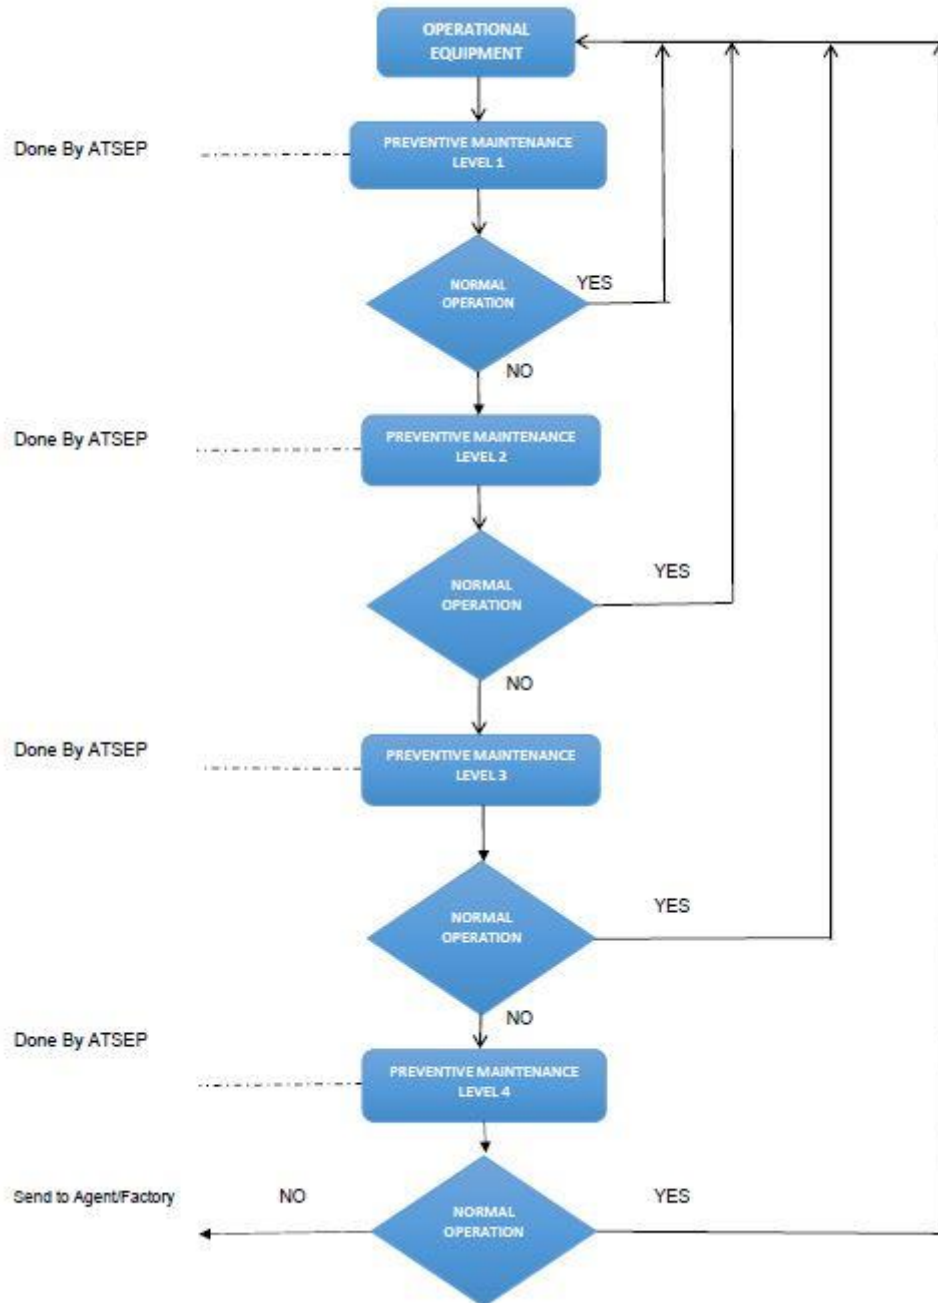 OPERATIONAL
EQUIPMENT
Done By ATSEP
PREVENTIVE MAINTENANCE
LEVEL 1
NORMAL
OPERATION
YES
NO
Done By ATSEP
PREVENTIVE MAINTENANCE
LEVEL 2
NORMAL
OPERATION
YES
NO
Done By ATSEP
PREVENTIVE MAINTENANCE
LEVEL 3
NORMAL
OPERATION
YES
NO
Done By ATSEP
PREVENTIVE MAINTENANCE
LEVEL 4
Send to Agent/Factory
NO
NORMAL
OPERATION
YES